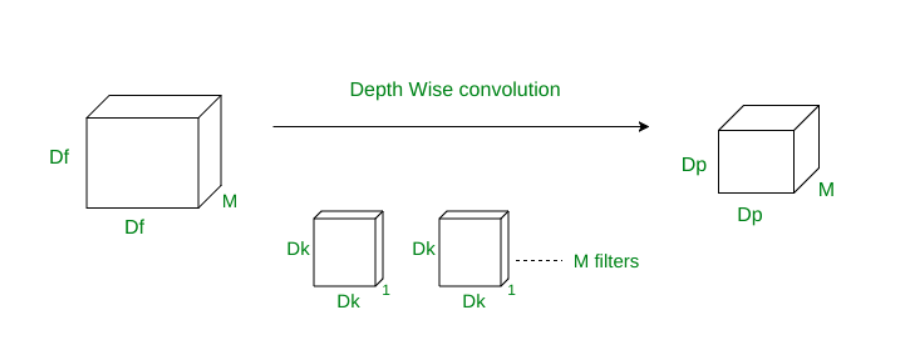 Depth Wise convolution
Df
M
Df
Dp
M
Dp
Dk
Dk
M filters
1
1
Dk
Dk